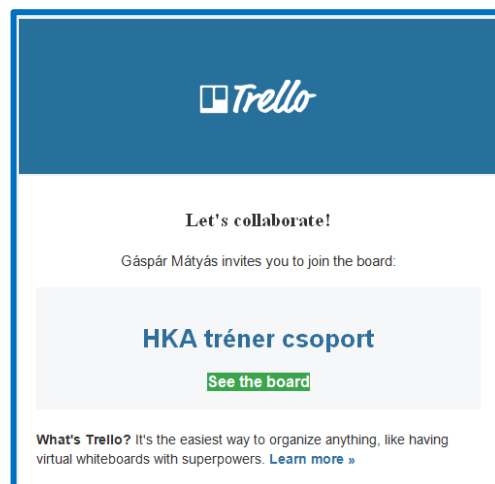 Trello
Let's collaborate!
Gáspár Mátyás invites you to join the board:
HKA tréner csoport
See the board
What's Trello? It's the easiest way to organize anything, like having
virtual whiteboards with superpowers. Learn more »